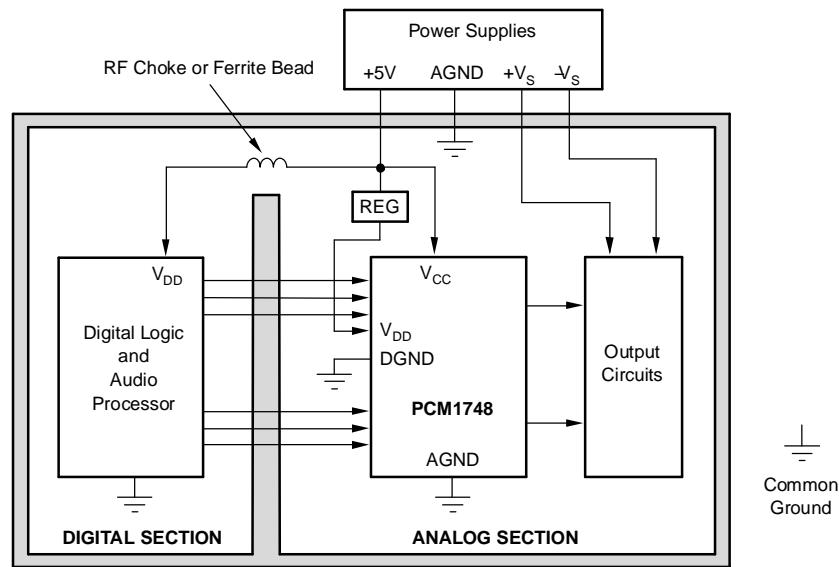 Power Supplies
+5V AGND +VS –VS
RF Choke or Ferrite Bead
REG
VDD
Digital Logic
and
Audio
Processor
VCC
VDD
DGND
PCM1748
AGND
Output
Circuits
Common
Ground
DIGITAL SECTION
ANALOG SECTION